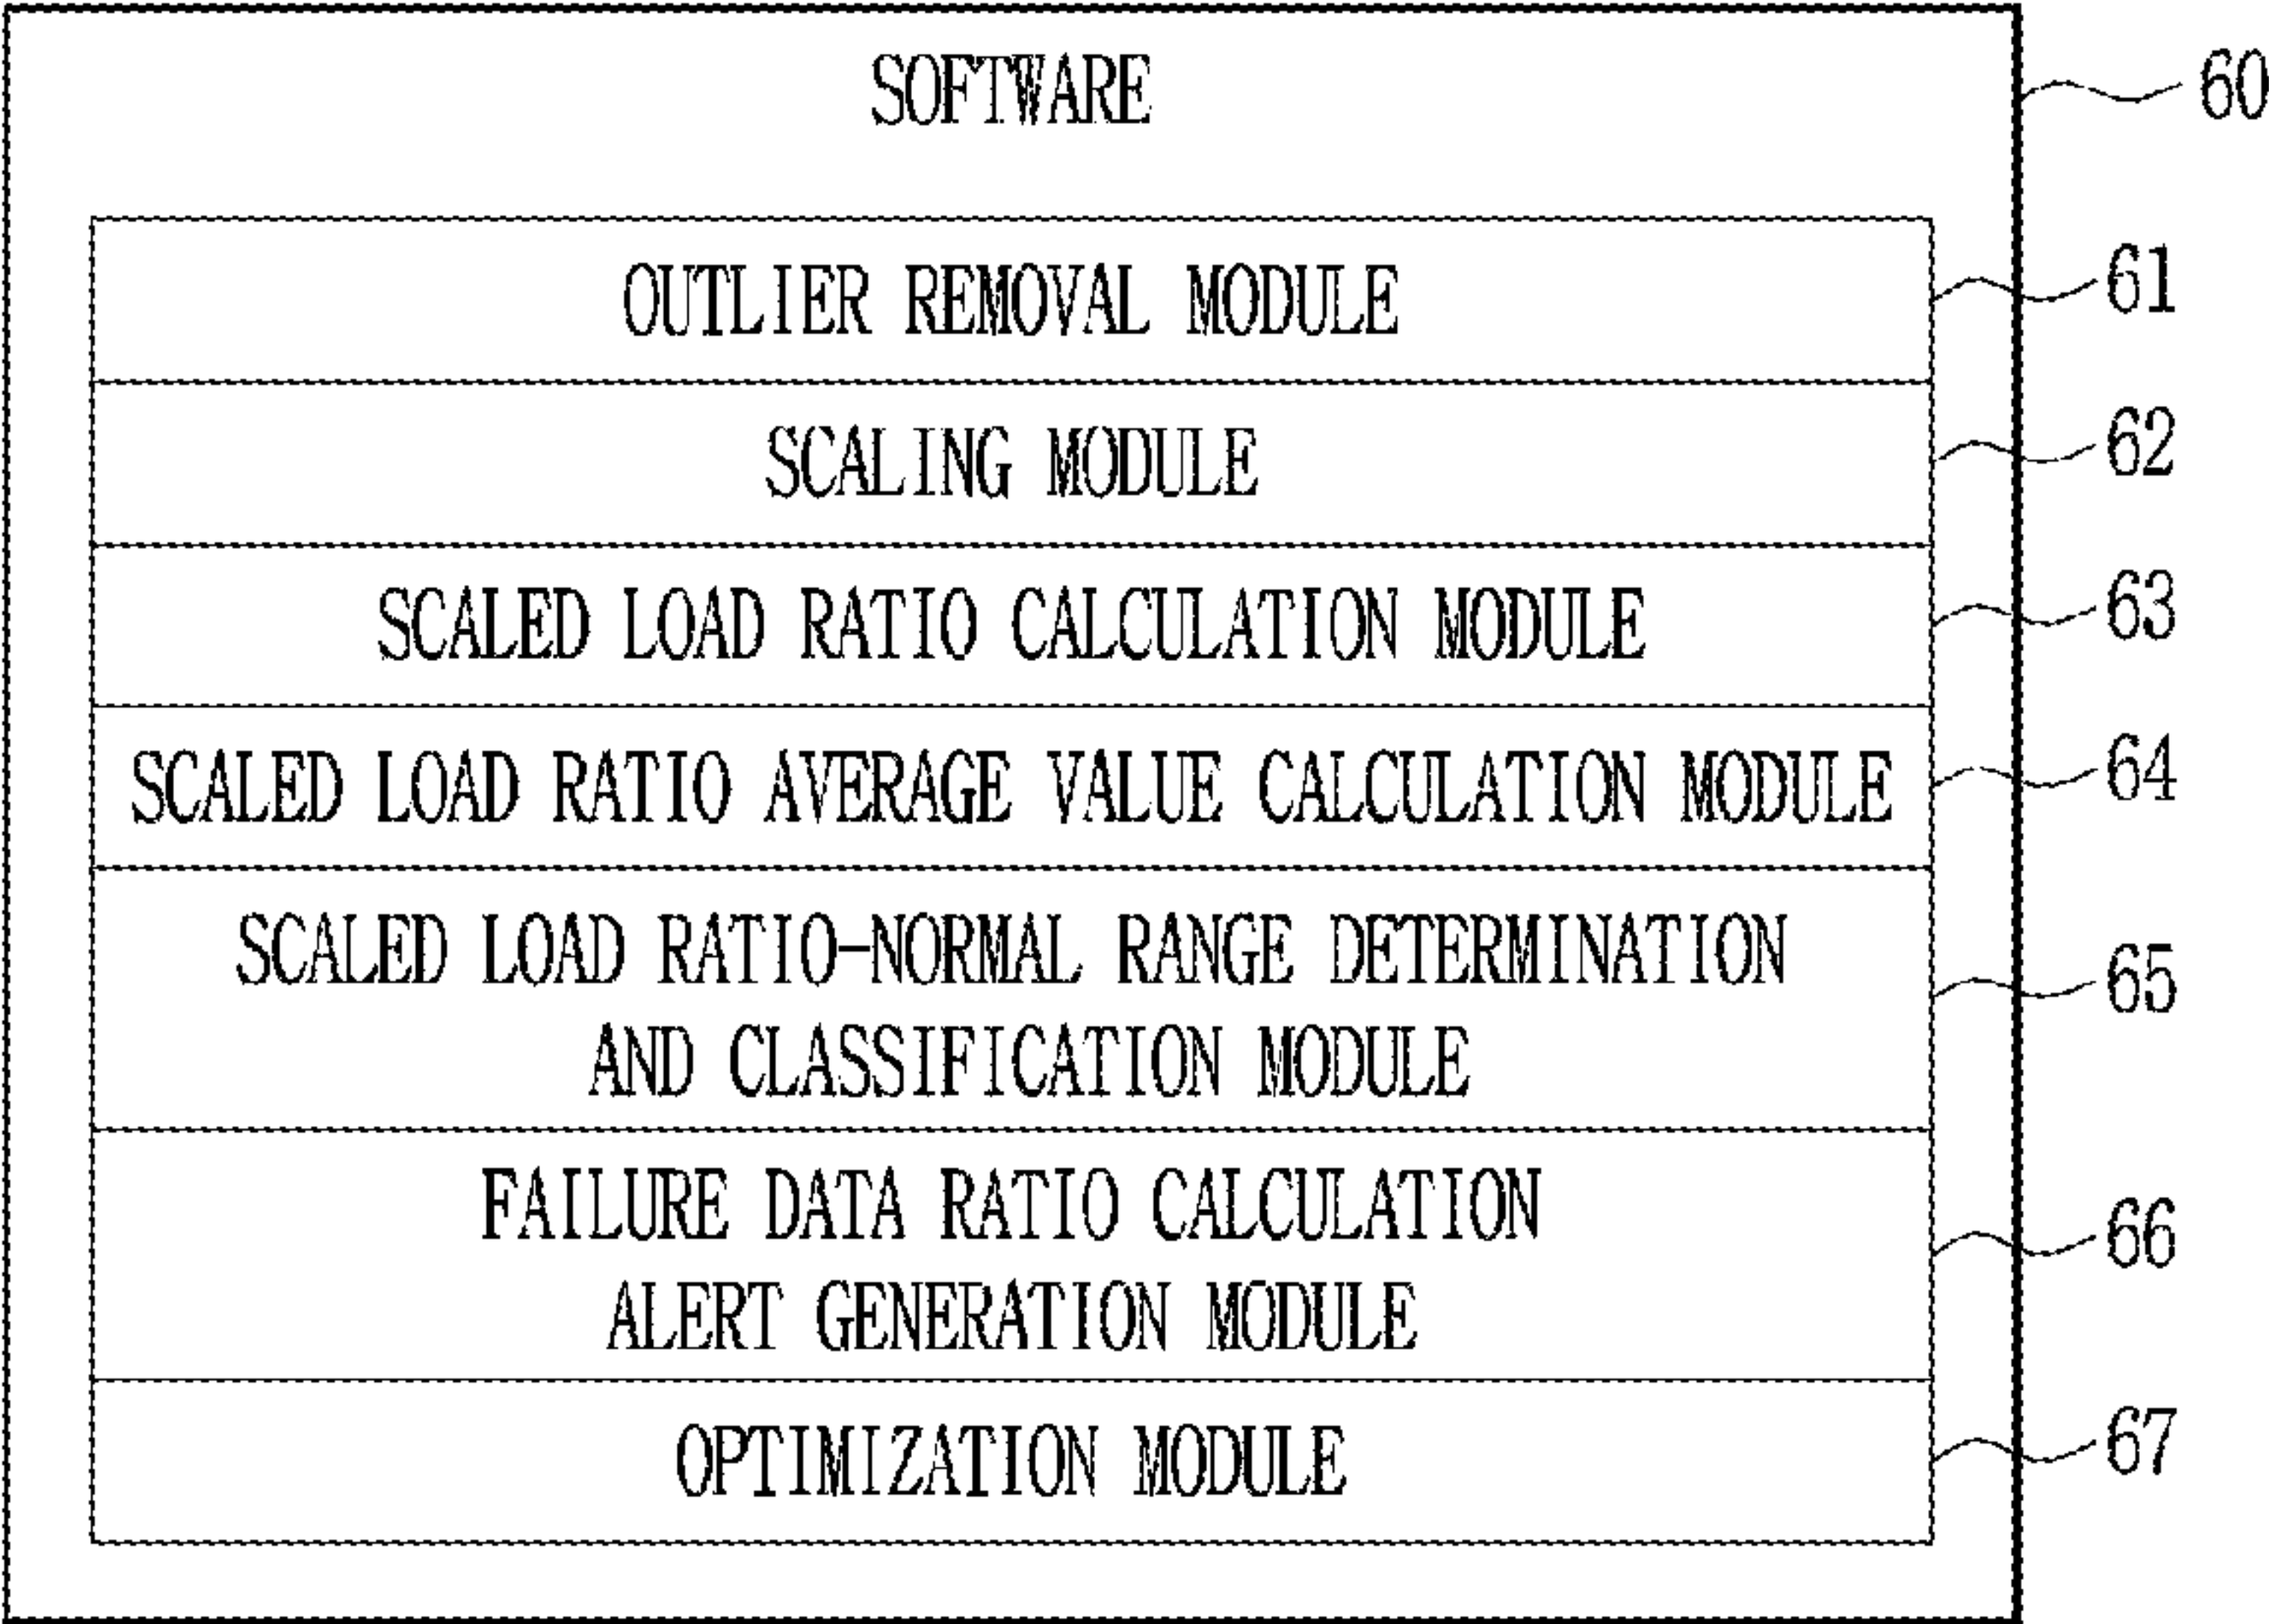 SOFTWARE
60
OUTLIER REMOVAL MODULE
61
SCALING MODULE
62
SCALED LOAD RATIO CALCULATION MODULE
63
SCALED LOAD RATIO AVERAGE VALUE CALCULATION MODULE
64
SCALED LOAD RATIO-NORMAL RANGE DETERMINATION
AND CLASSIFICATION MODULE
65
FAILURE DATA RATIO CALCULATION
ALERT GENERATION MODULE
66
OPTIMIZATION MODULE
67